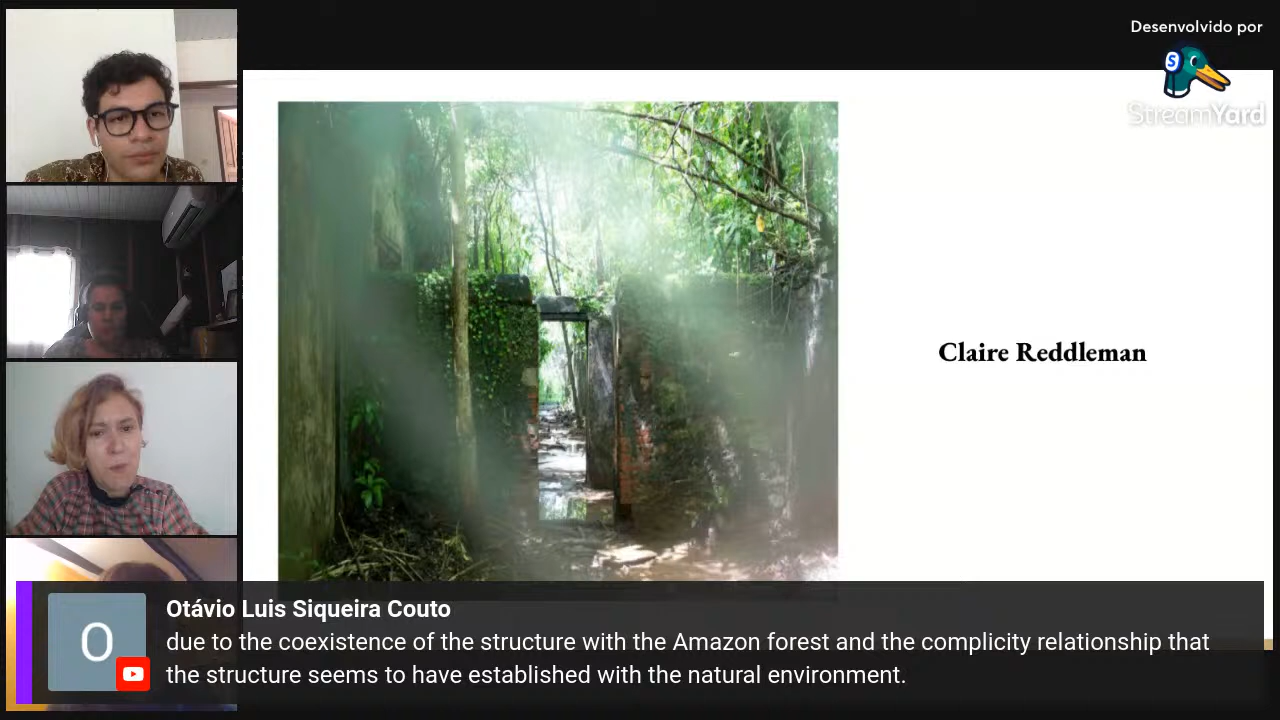 Desenvolvido por
S
StreamYard
Claire Reddleman
O
Otávio Luis Siqueira Couto
due to the coexistence of the structure with the Amazon forest and the complicity relationship that
the structure seems to have established with the natural environment.